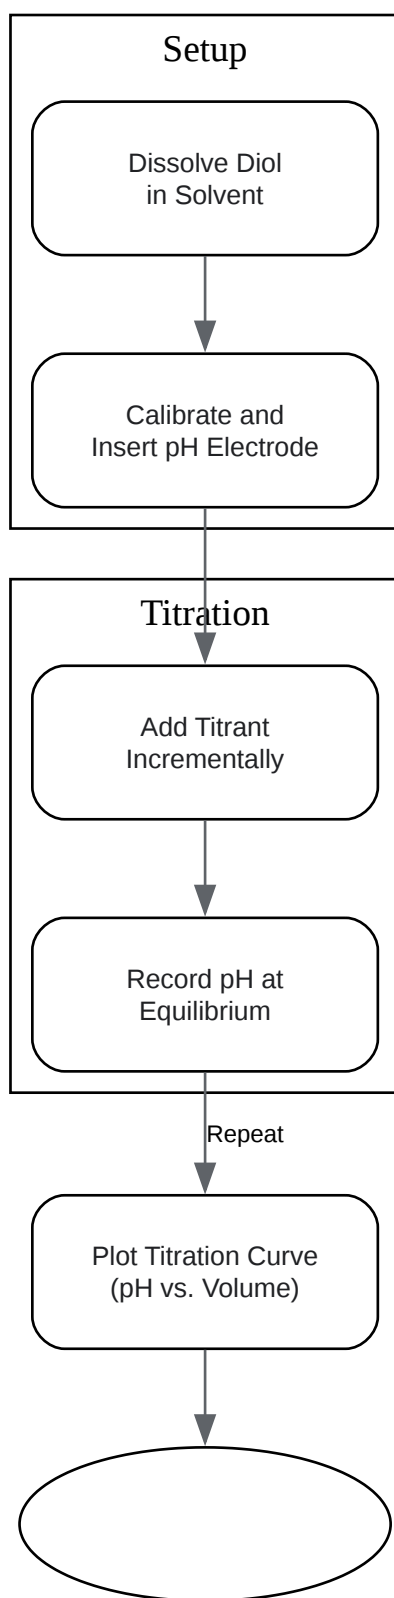 Setup
Dissolve Diol
in Solvent
Calibrate and
Insert pH Electrode
Titration
Add Titrant
Incrementally
Record pH at
Equilibrium
Repeat
Plot Titration Curve
(pH vs. Volume)